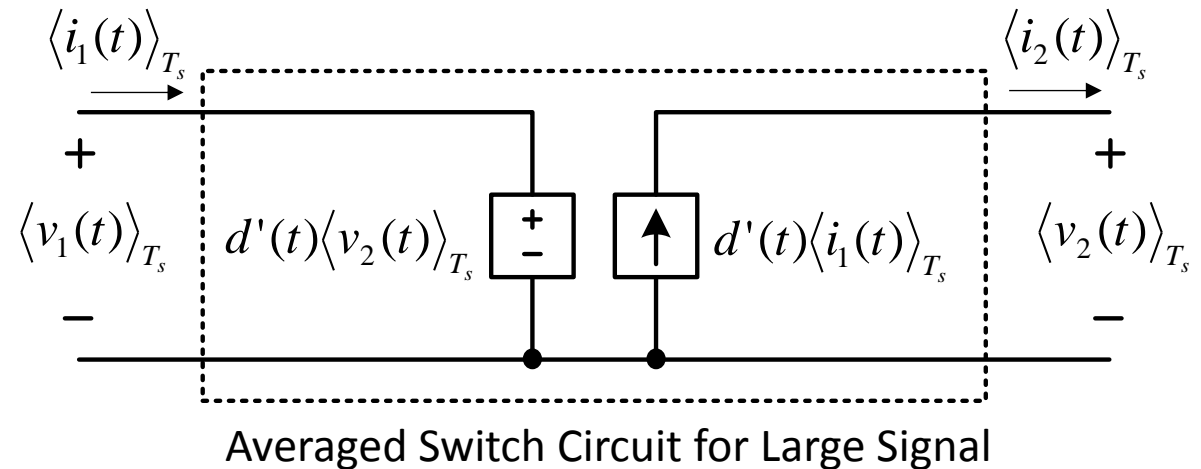 ⟨i₁(t)⟩_{T_s} ⟨i₂(t)⟩_{T_s}
+ +
⟨v₁(t)⟩_{T_s} d'(t)⟨v₂(t)⟩_{T_s} + − d'(t)⟨i₁(t)⟩_{T_s} ⟨v₂(t)⟩_{T_s}
− −
Averaged Switch Circuit for Large Signal